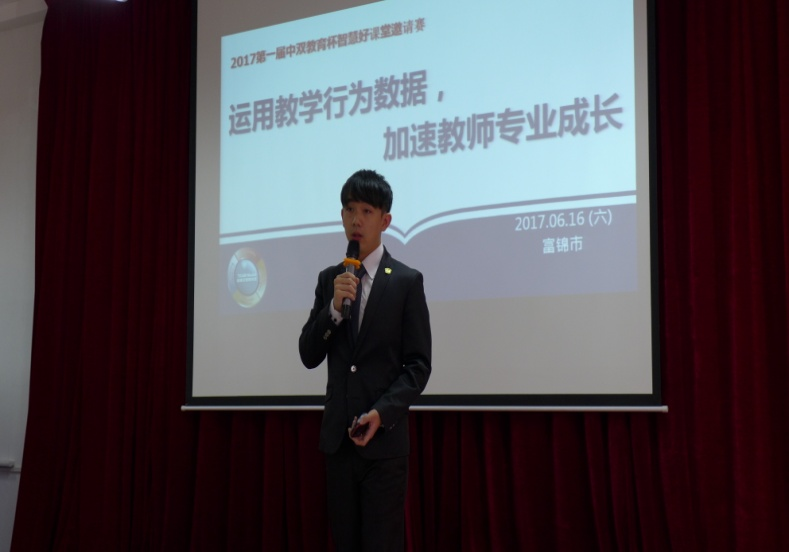 2017第一届中双教育杯智慧好课堂邀请赛
运用教学行为数据，
加速教师专业成长
2017.06.16 (六)
富锦市